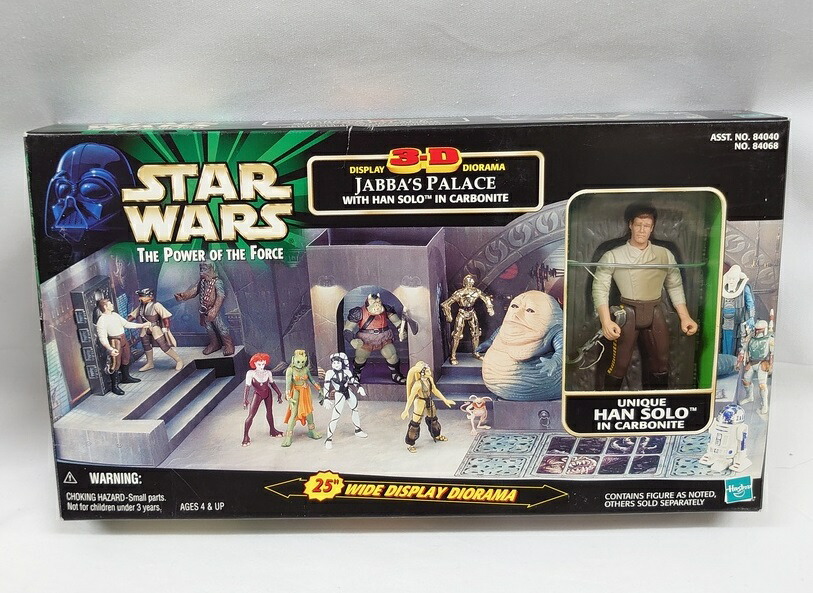 STAR
WARS
THE POWER OF THE FORCE
DISPLAY 3-D DIORAMA
JABBA'S PALACE
WITH HAN SOLO™ IN CARBONITE
ASST. NO. 84040
NO. 84068
UNIQUE
HAN SOLO™
IN CARBONITE
⚠ WARNING:
CHOKING HAZARD-Small parts.
Not for children under 3 years.
AGES 4 & UP
25" WIDE DISPLAY DIORAMA
CONTAINS FIGURE AS NOTED,
OTHERS SOLD SEPARATELY
Hasbro